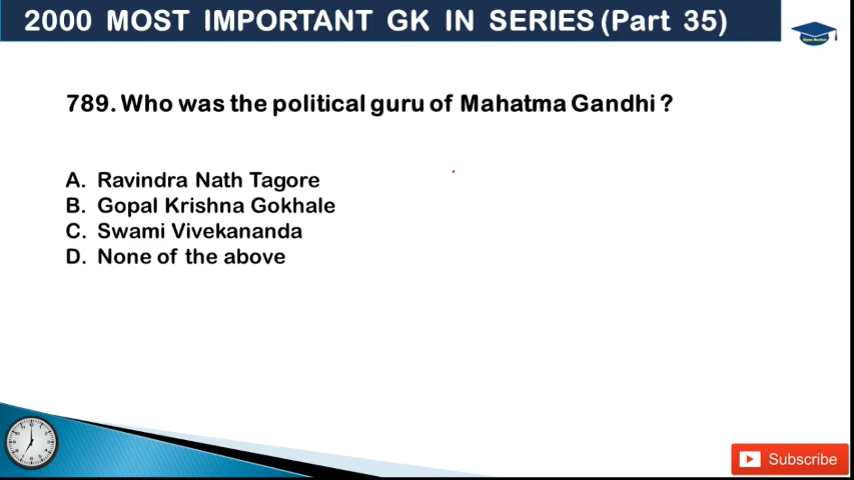 2000 MOST IMPORTANT GK IN SERIES (Part 35)
789. Who was the political guru of Mahatma Gandhi ?
A. Ravindra Nath Tagore
B. Gopal Krishna Gokhale
C. Swami Vivekananda
D. None of the above
Subscribe